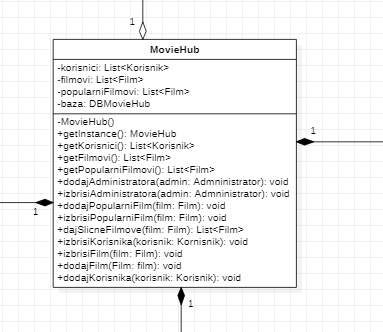 1
MovieHub
-korisnici: List<Korisnik>
-filmovi: List<Film>
-popularniFilmovi: List<Film>
-baza: DBMovieHub
-MovieHub()
+getInstance(): MovieHub
+getKorisnici(): List<Korisnik>
+getFilmovi(): List<Film>
+getPopularniFilmovi(): List<Film>
+dodajAdministratora(admin: Admninistrator): void
+izbrisiAdministratora(admin: Admninistrator): void
+dodajPopularniFilm(film: Film): void
+izbrisiPopularniFilm(film: Film): void
+dajSlicneFilmove(film: Film): List<Film>
+izbrisiKorisnika(korisnik: Kornisnik): void
+izbrisiFilm(film: Film): void
+dodajFilm(Film: film): void
+dodajKorisnika(korisnik: Korisnik): void
1
1
1